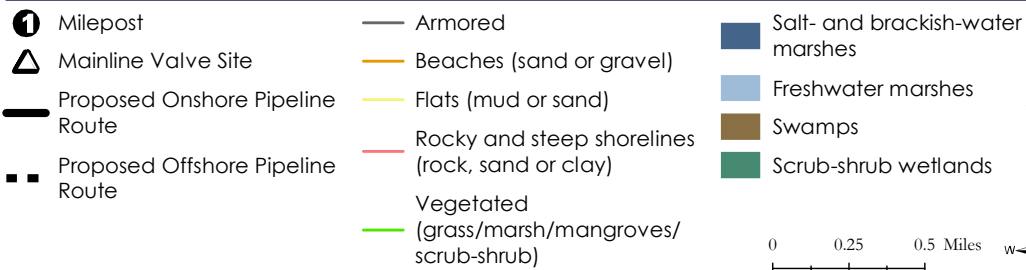 1 Milepost
Mainline Valve Site
Proposed Onshore Pipeline
Route
Proposed Offshore Pipeline
Route
Armored
Beaches (sand or gravel)
Flats (mud or sand)
Rocky and steep shorelines
(rock, sand or clay)
Vegetated
(grass/marsh/mangroves/
scrub-shrub)
Salt- and brackish-water
marshes
Freshwater marshes
Swamps
Scrub-shrub wetlands
0 0.25 0.5 Miles
W